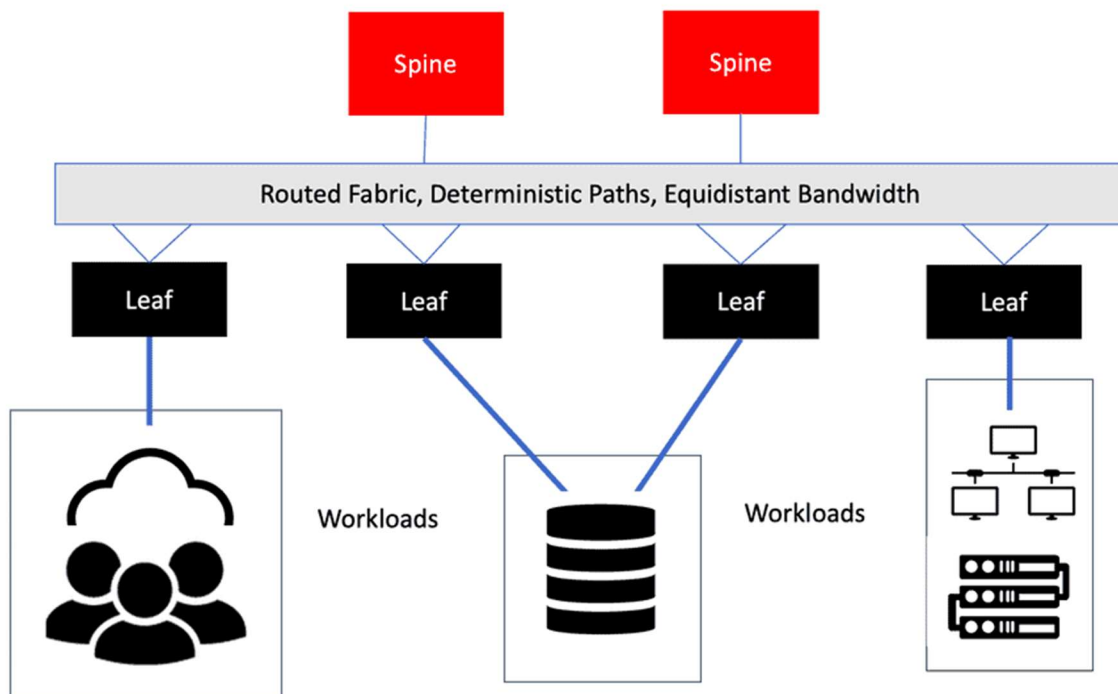 Spine
Spine
Routed Fabric, Deterministic Paths, Equidistant Bandwidth
Leaf
Leaf
Leaf
Leaf
Workloads
Workloads